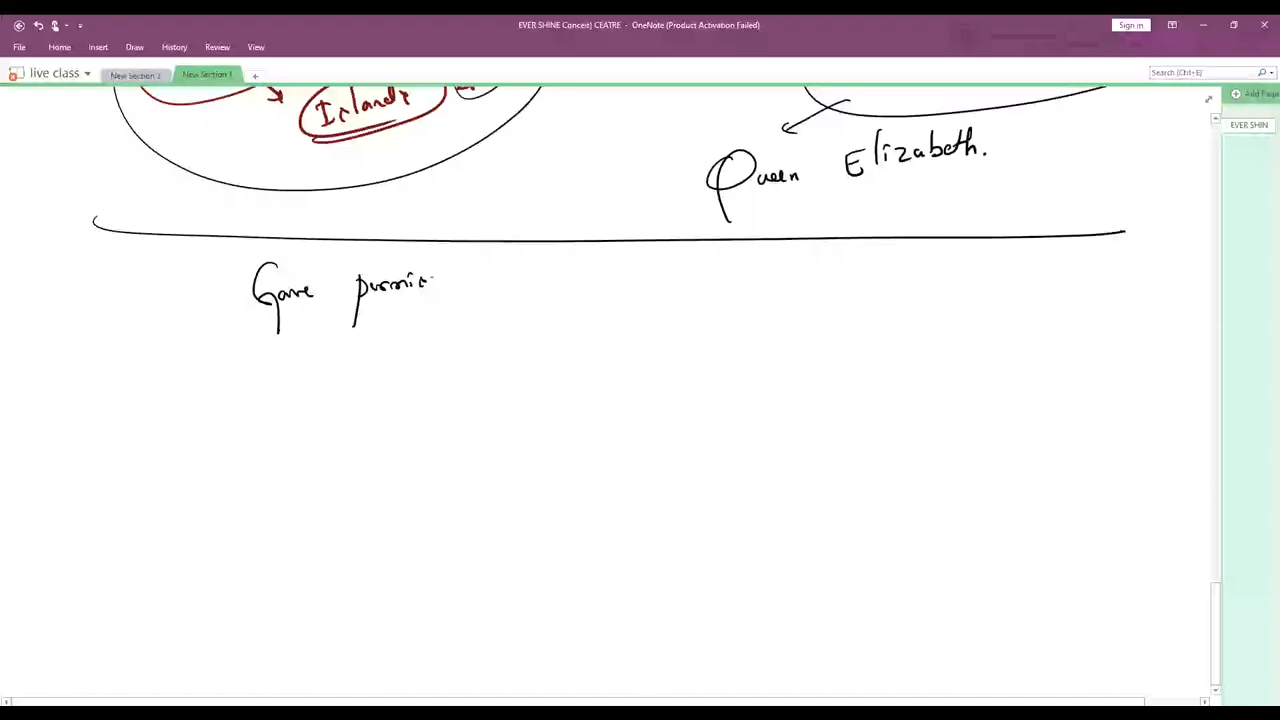 EVER SHINE Conceit) CEATRE - OneNote (Product Activation Failed)
Sign in
File Home Insert Draw History Review View
live class New Section 2 New Section 1
Search (Ctrl+E)
Add Page
EVER SHIN
Islands
Queen Elizabeth.
Gave